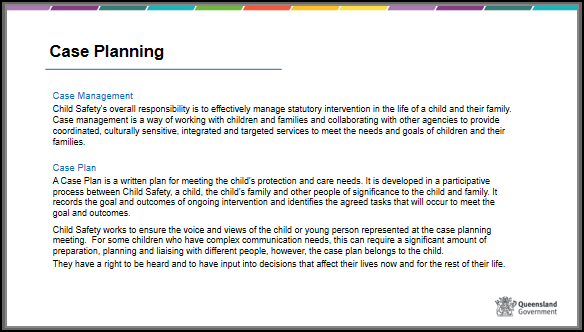 Case Planning
Case Management
Child Safety's overall responsibility is to effectively manage statutory intervention in the life of a child and their family.
Case management is a way of working with children and families and collaborating with other agencies to provide
coordinated, culturally sensitive, integrated and targeted services to meet the needs and goals of children and their
families.
Case Plan
A Case Plan is a written plan for meeting the child's protection and care needs. It is developed in a participative
process between Child Safety, a child, the child's family and other people of significance to the child and family. It
records the goal and outcomes of ongoing intervention and identifies the agreed tasks that will occur to meet the
goal and outcomes.
Child Safety works to ensure the voice and views of the child or young person represented at the case planning
meeting.  For some children who have complex communication needs, this can require a significant amount of
preparation, planning and liaising with different people, however, the case plan belongs to the child.
They have a right to be heard and to have input into decisions that affect their lives now and for the rest of their life.
Queensland
Government